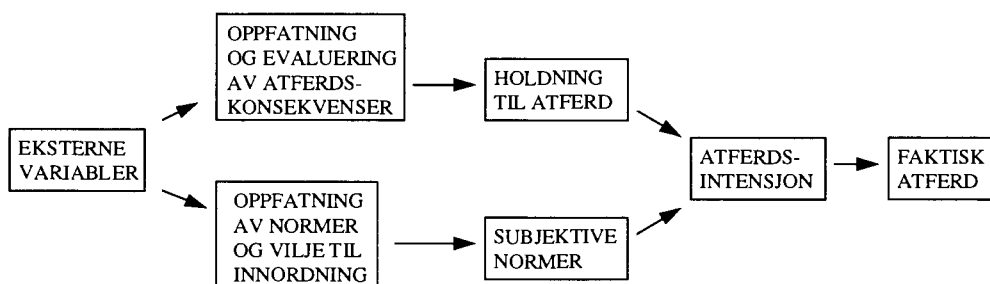 EKSTERNE
VARIABLER
OPPFATNING
OG EVALUERING
AV ATFERDS-
KONSEKVENSER
HOLDNING
TIL ATFERD
OPPFATNING
AV NORMER
OG VILJE TIL
INNORDNING
SUBJEKTIVE
NORMER
ATFERDS-
INTENSJON
FAKTISK
ATFERD